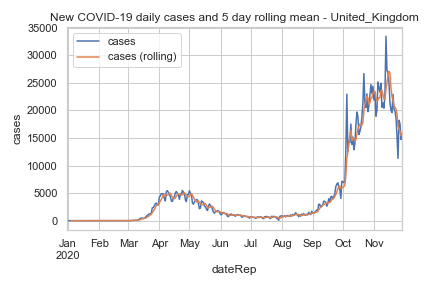 New COVID-19 daily cases and 5 day rolling mean - United_Kingdom
35000
30000
25000
20000
15000
10000
5000
0
cases
cases
cases (rolling)
Jan Feb Mar Apr May Jun Jul Aug Sep Oct Nov
2020
dateRep